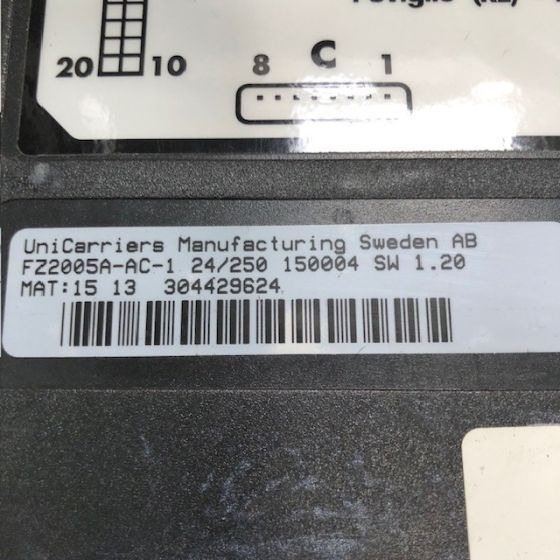 20 10
8 C 1
UniCarriers Manufacturing Sweden AB
FZ2005A-AC-1 24/250 150004 SW 1.20
MAT:15 13 304429624